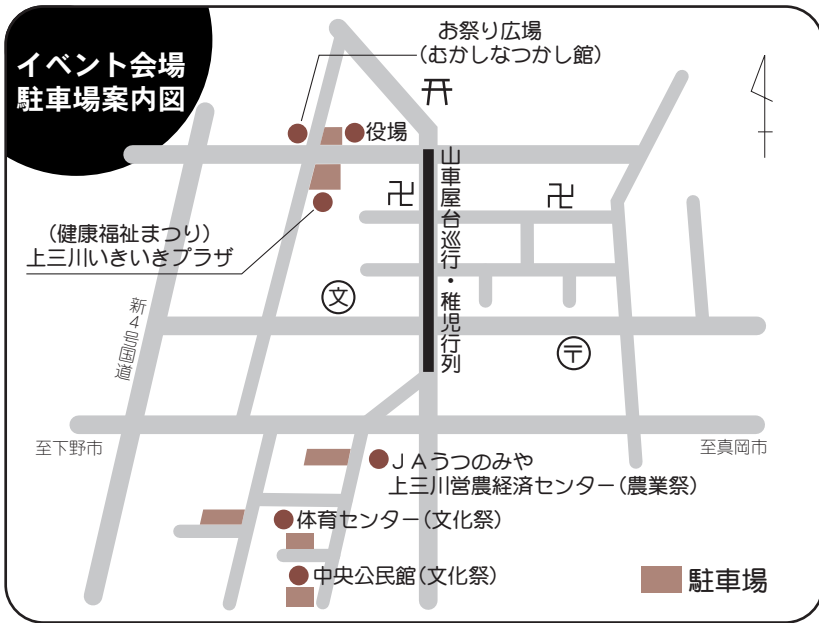 イベント会場
駐車場案内図
お祭り広場
(むかしなつかし館)
役場
山車屋台巡行・稚児行列
(健康福祉まつり)
上三川いきいきプラザ
文
新4号国道
〒
至下野市
至真岡市
JAうつのみや
上三川営農経済センター(農業祭)
体育センター(文化祭)
中央公民館(文化祭)
駐車場